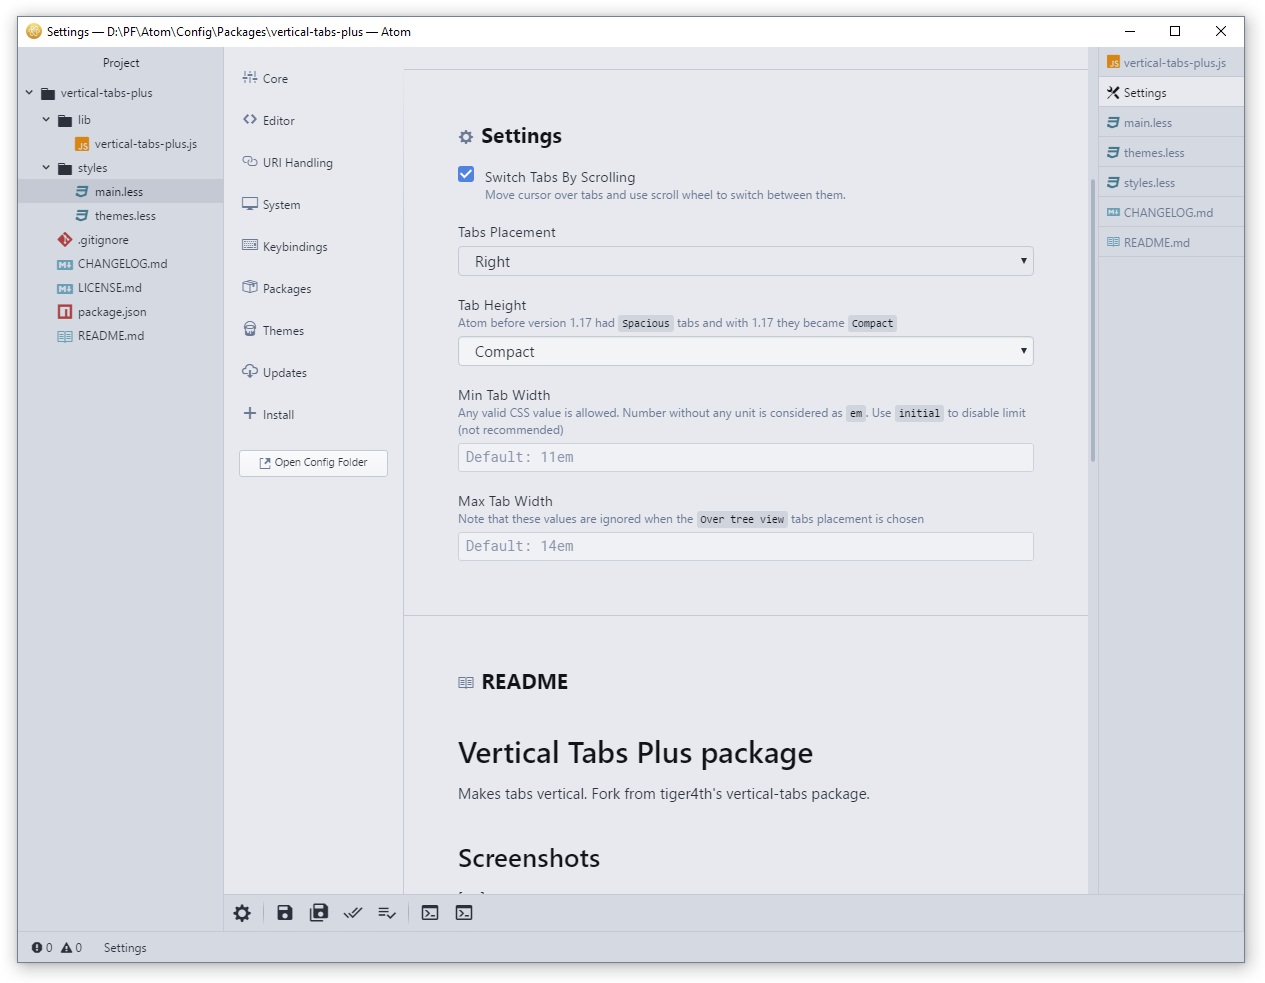 Settings — D:\PF\Atom\Config\Packages\vertical-tabs-plus — Atom
Project
vertical-tabs-plus
lib
vertical-tabs-plus.js
styles
main.less
themes.less
.gitignore
CHANGELOG.md
LICENSE.md
package.json
README.md
Core
Editor
URI Handling
System
Keybindings
Packages
Themes
Updates
Install
Open Config Folder
Settings
Switch Tabs By Scrolling
Move cursor over tabs and use scroll wheel to switch between them.
Tabs Placement
Right
Tab Height
Atom before version 1.17 had Spacious tabs and with 1.17 they became Compact
Compact
Min Tab Width
Any valid CSS value is allowed. Number without any unit is considered as em. Use initial to disable limit
(not recommended)
Default: 11em
Max Tab Width
Note that these values are ignored when the Over tree view tabs placement is chosen
Default: 14em
README
Vertical Tabs Plus package
Makes tabs vertical. Fork from tiger4th's vertical-tabs package.
Screenshots
vertical-tabs-plus.js
Settings
main.less
themes.less
styles.less
CHANGELOG.md
README.md
0 0 Settings